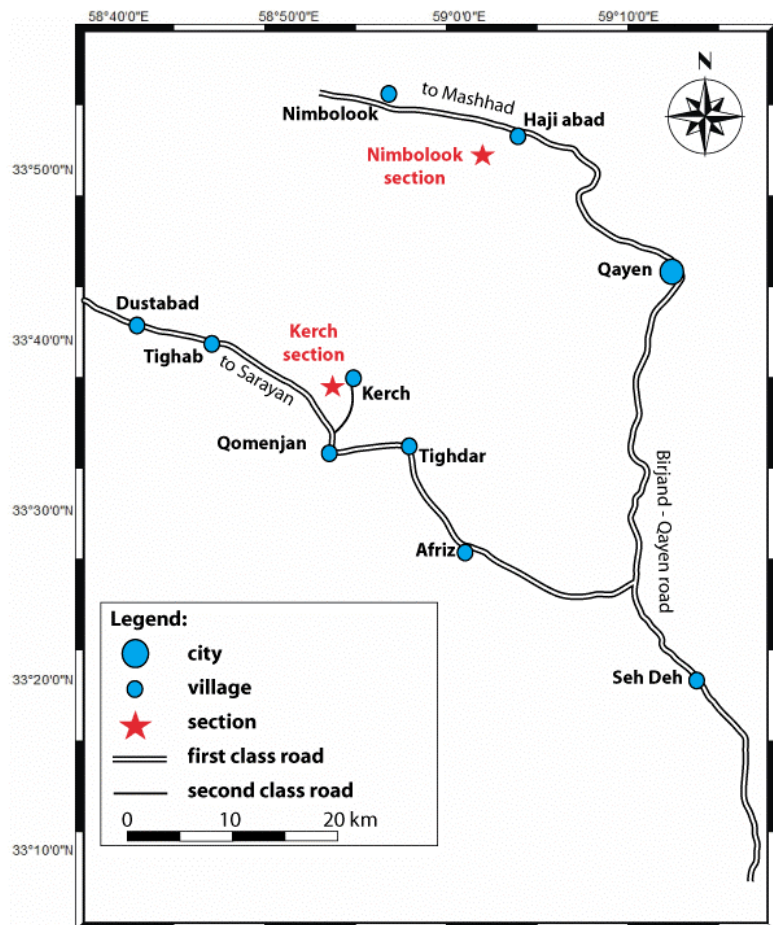 58°40'0"E
58°50'0"E
59°0'0"E
59°10'0"E
N
to Mashhad
Nimbolook
Haji abad
Nimbolook
section
33°50'0"N
Qayen
Dustabad
33°40'0"N
Tighab
to Sarayan
Kerch
section
Kerch
Qomenjan
Tighdar
Birjand - Qayen road
33°30'0"N
Afriz
Legend:
city
village
section
first class road
second class road
0 10 20 km
Seh Deh
33°20'0"N
33°10'0"N